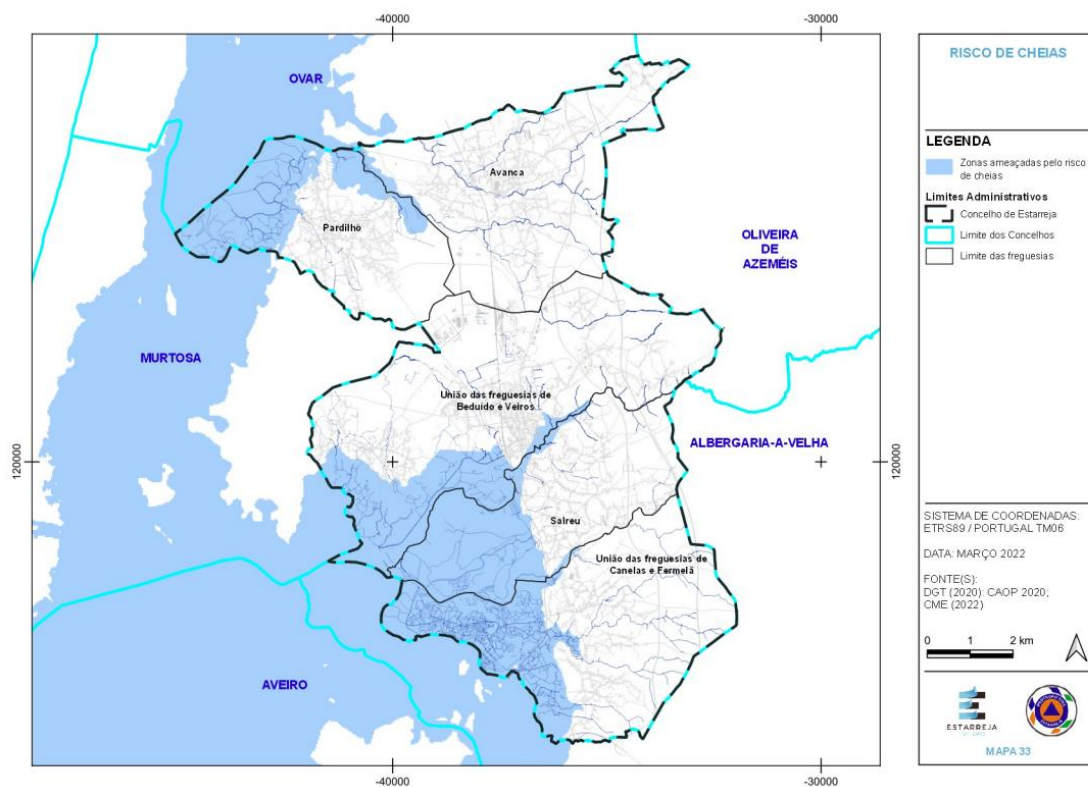 -40000
-30000
OVAR
Avanca
Pardilhó
OLIVEIRA
DE
AZEMÉIS
MURTOSA
União das freguesias de
Beduído e Veiros
ALBERGARIA-A-VELHA
120000
120000
Salreu
União das freguesias de
Canelas e Fermelã
AVEIRO
-40000
-30000
RISCO DE CHEIAS
LEGENDA
Zonas ameaçadas pelo risco
de cheias
Limites Administrativos
Concelho de Estarreja
Limite dos Concelhos
Limite das freguesias
SISTEMA DE COORDENADAS:
ETRS89 / PORTUGAL TM06
DATA: MARÇO 2022
FONTE(S):
DGT (2020): CAOP 2020;
CME (2022)
0 1 2 km
ESTARREJA
MAPA 33